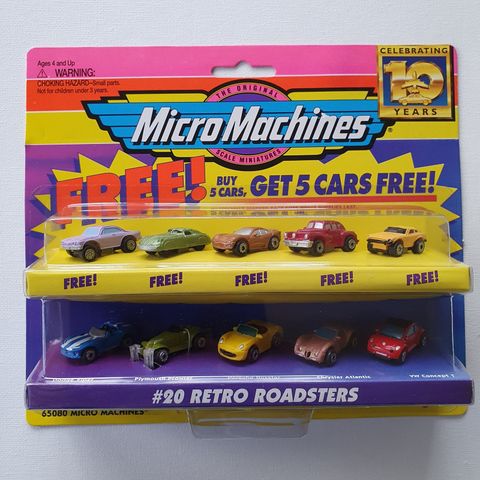 Ages 4 and Up
⚠ WARNING:
CHOKING HAZARD-Small parts.
Not for children under 3 years.
CELEBRATING
10
YEARS
THE ORIGINAL
MicroMachines
SCALE MINIATURES
FREE! BUY 5 CARS, GET 5 CARS FREE!
FREE! FREE! FREE! FREE! FREE!
Plymouth Prowler Chrysler Atlantic VW Concept 1
#20 RETRO ROADSTERS
65080 MICRO MACHINES